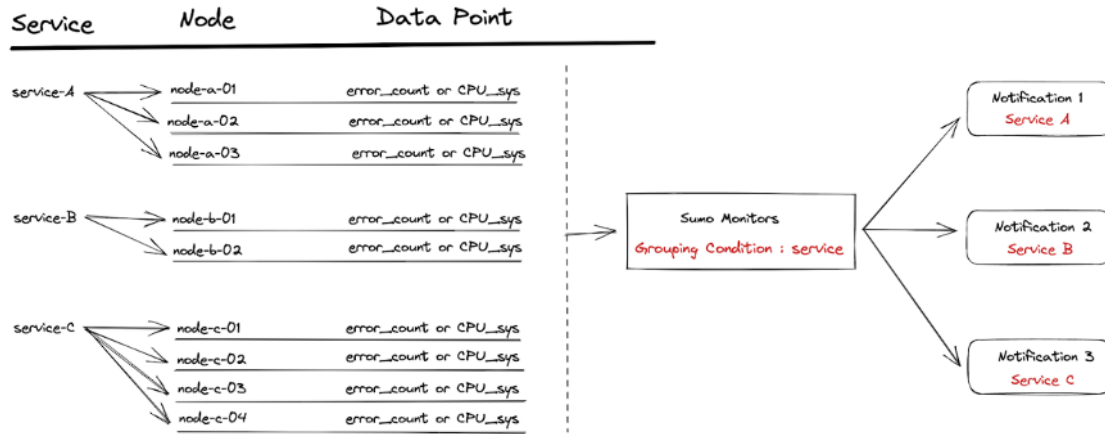 Service Node Data Point
service-A node-a-01 error_count or CPU_sys
node-a-02 error_count or CPU_sys
node-a-03 error_count or CPU_sys
service-B node-b-01 error_count or CPU_sys
node-b-02 error_count or CPU_sys
service-C node-c-01 error_count or CPU_sys
node-c-02 error_count or CPU_sys
node-c-03 error_count or CPU_sys
node-c-04 error_count or CPU_sys
Sumo Monitors
Grouping Condition : service
Notification 1
Service A
Notification 2
Service B
Notification 3
Service C